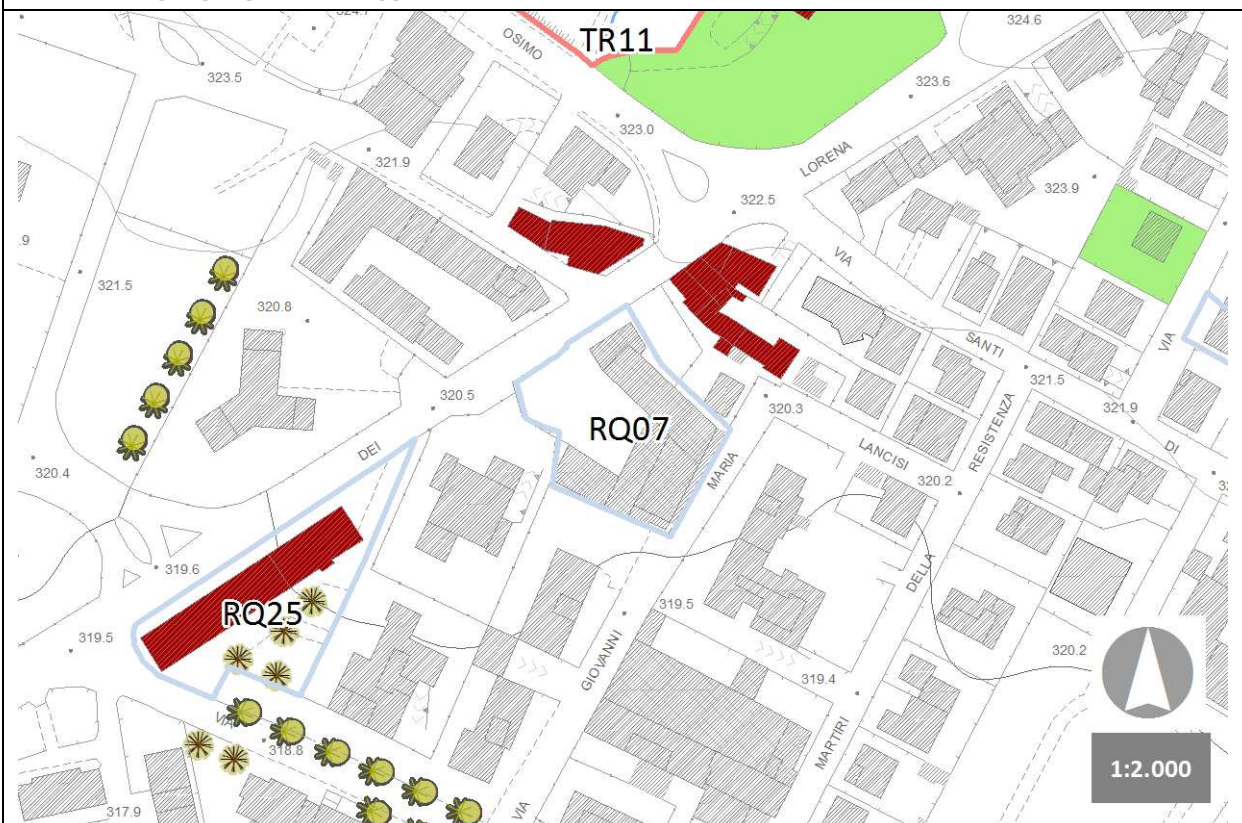 TR11
OSIMO
324.6
323.5
323.6
323.0
321.9
LORENA
323.9
322.5
.9
321.5
VIA
320.8
SANTI
VIA
321.5
320.5
320.3
321.9
RQ07
RESISTENZA
DEI
MARIA
LANCISI
DI
320.4
320.2
319.6
DELLA
RQ25
319.5
319.5
GIOVANNI
320.2
319.4
VIA
318.8
MARTIRI
1:2.000
317.9
VIA